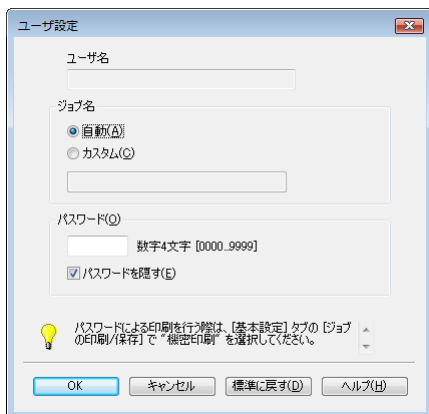 ユーザ設定
ユーザ名
ジョブ名
自動(A)
カスタム(C)
パスワード(O)
数字4文字 [0000..9999]
パスワードを隠す(E)
パスワードによる印刷を行う際は、[基本設定] タブの [ジョブ
の印刷/保存] で "機密印刷" を選択してください。
OK キャンセル 標準に戻す(D) ヘルプ(H)